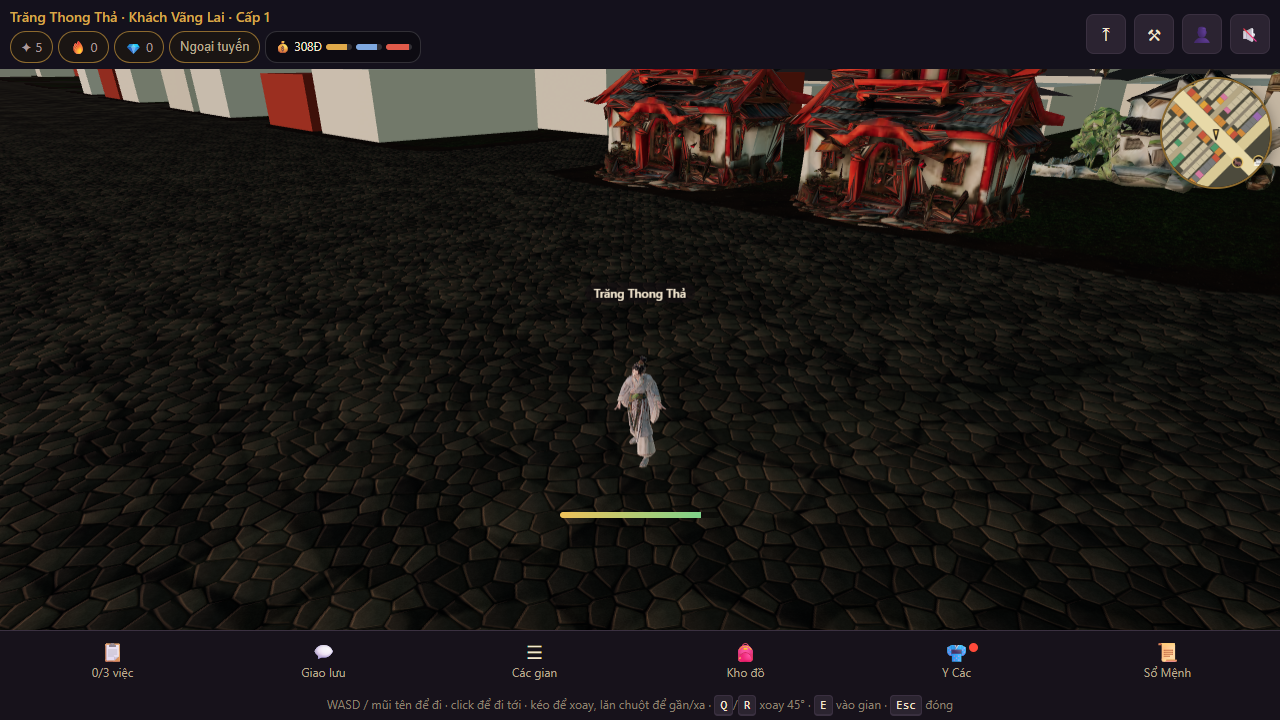 Trăng Thong Thả · Khách Vãng Lai · Cấp 1
✦ 5 0 0 Ngoại tuyến 308Đ
Trăng Thong Thả
0/3 việc Giao lưu Các gian Kho đồ Y Các Sổ Mệnh
WASD / mũi tên để đi · click để đi tới · kéo để xoay, lăn chuột để gần/xa · Q / R xoay 45° · E vào gian · Esc đóng